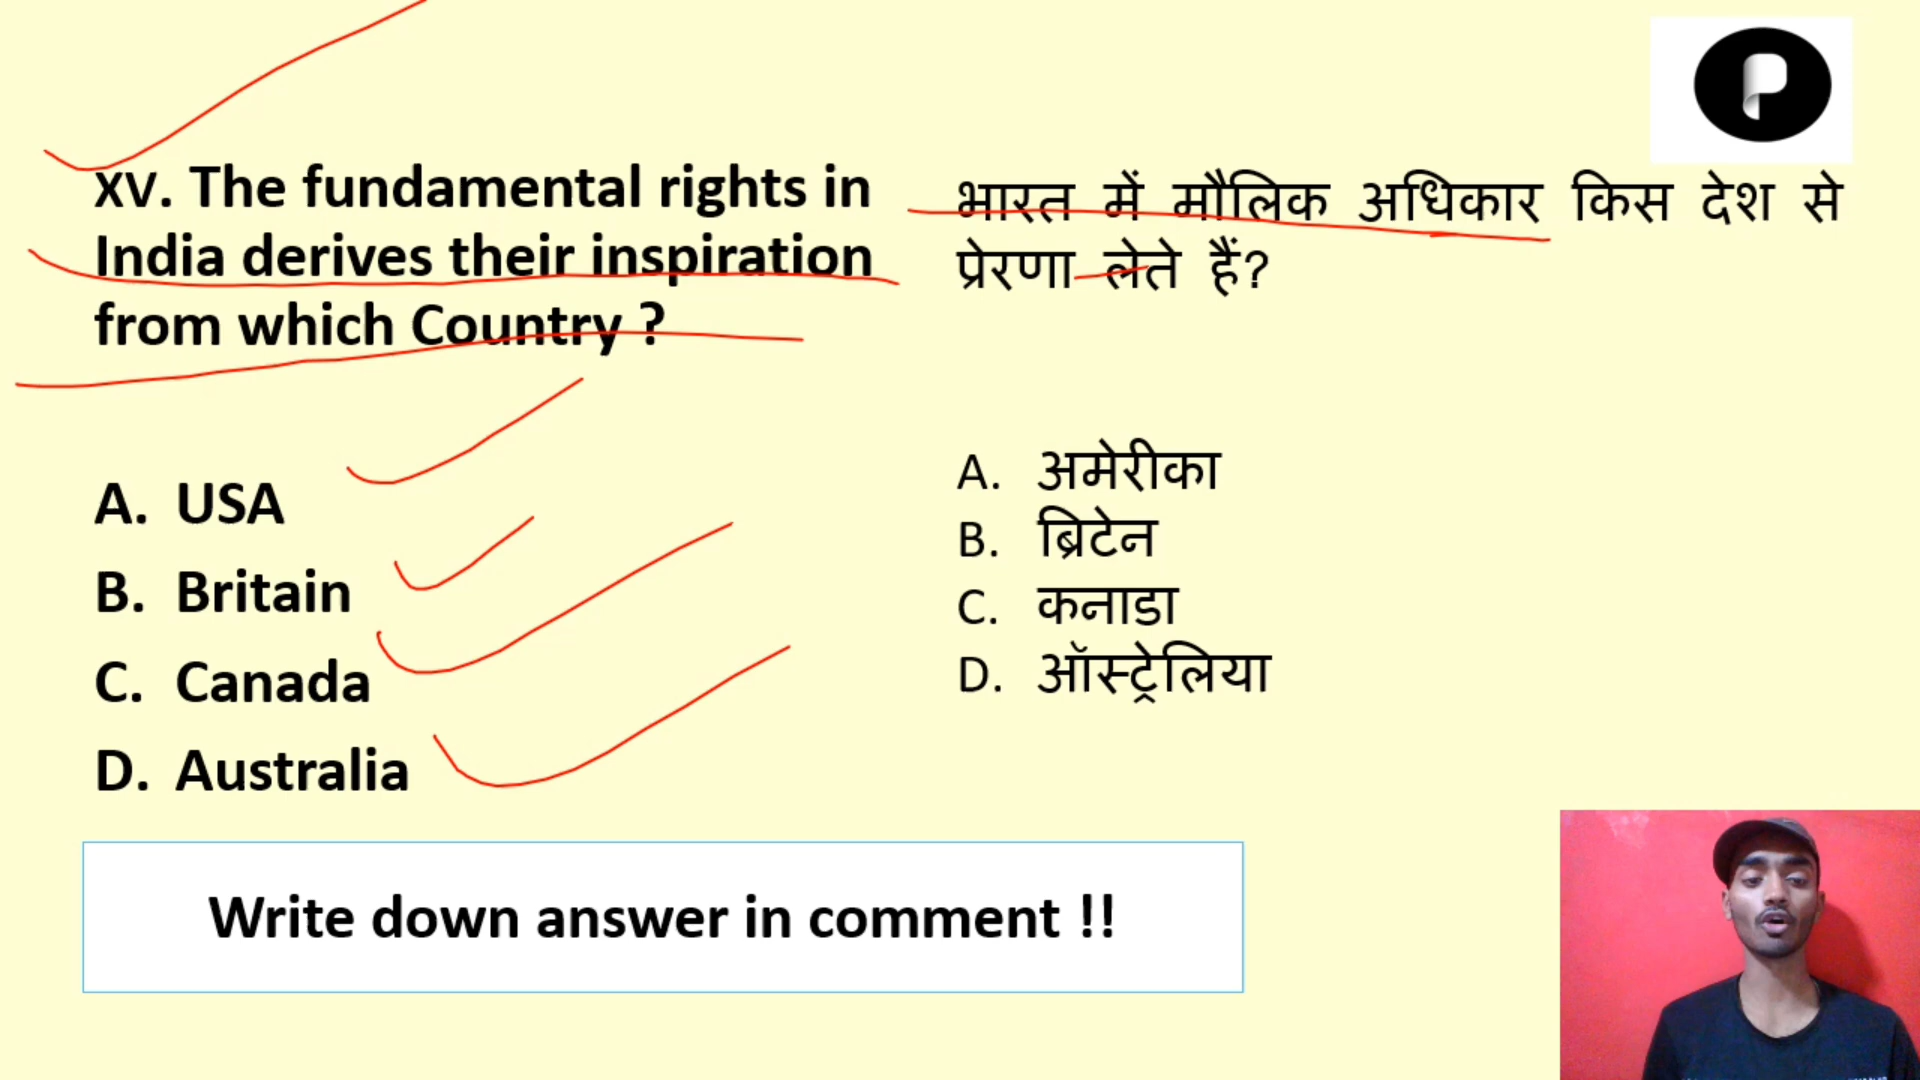 XV. The fundamental rights in
India derives their inspiration
from which Country ?
A. USA
B. Britain
C. Canada
D. Australia
भारत में मौलिक अधिकार किस देश से
प्रेरणा लेते हैं?
A. अमेरीका
B. ब्रिटेन
C. कनाडा
D. ऑस्ट्रेलिया
Write down answer in comment !!
P